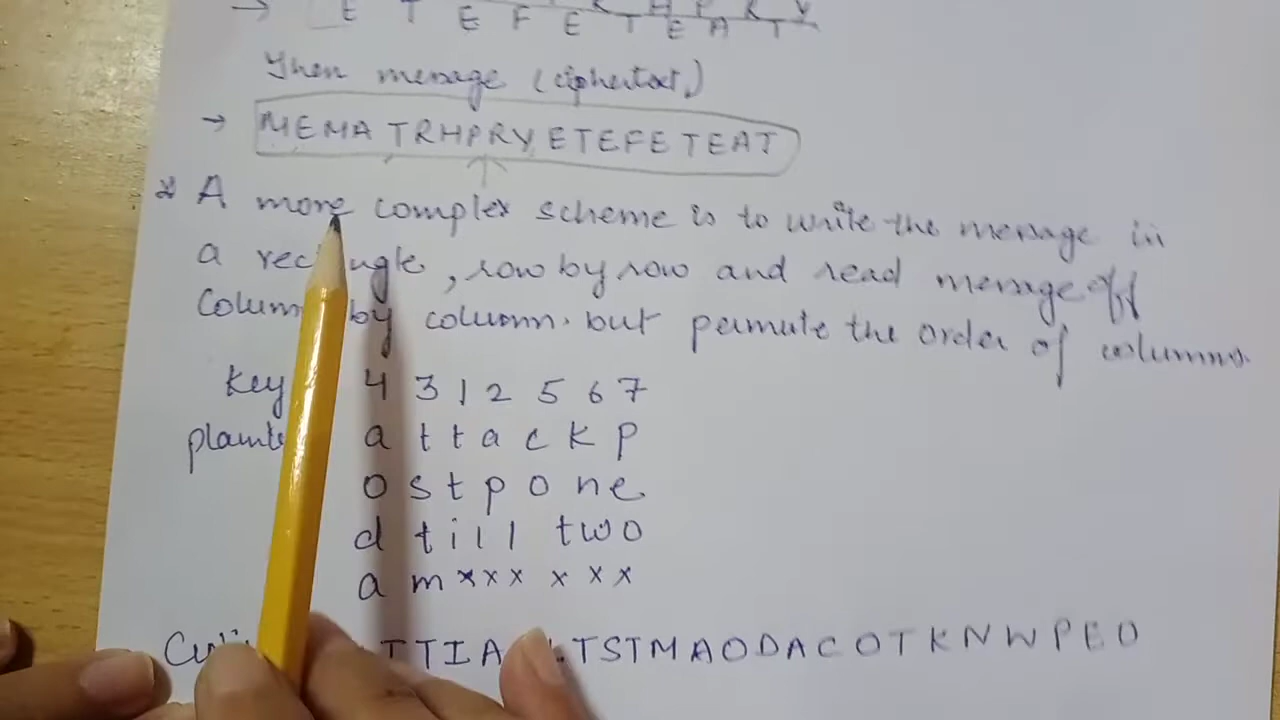 → E T E F E T E A T
Then message (ciphertext)
→ MEMATRHPRYETEFETEAT
* A more complex scheme is to write the message in
a rectangle, row by row and read message off
column by column. but permute the order of columns.
Key 4 3 1 2 5 6 7
a t t a c k p
o s t p o n e
d t i l l t w o
a m x x x x x x
TTIA TSTMAODACOTKNWPEO